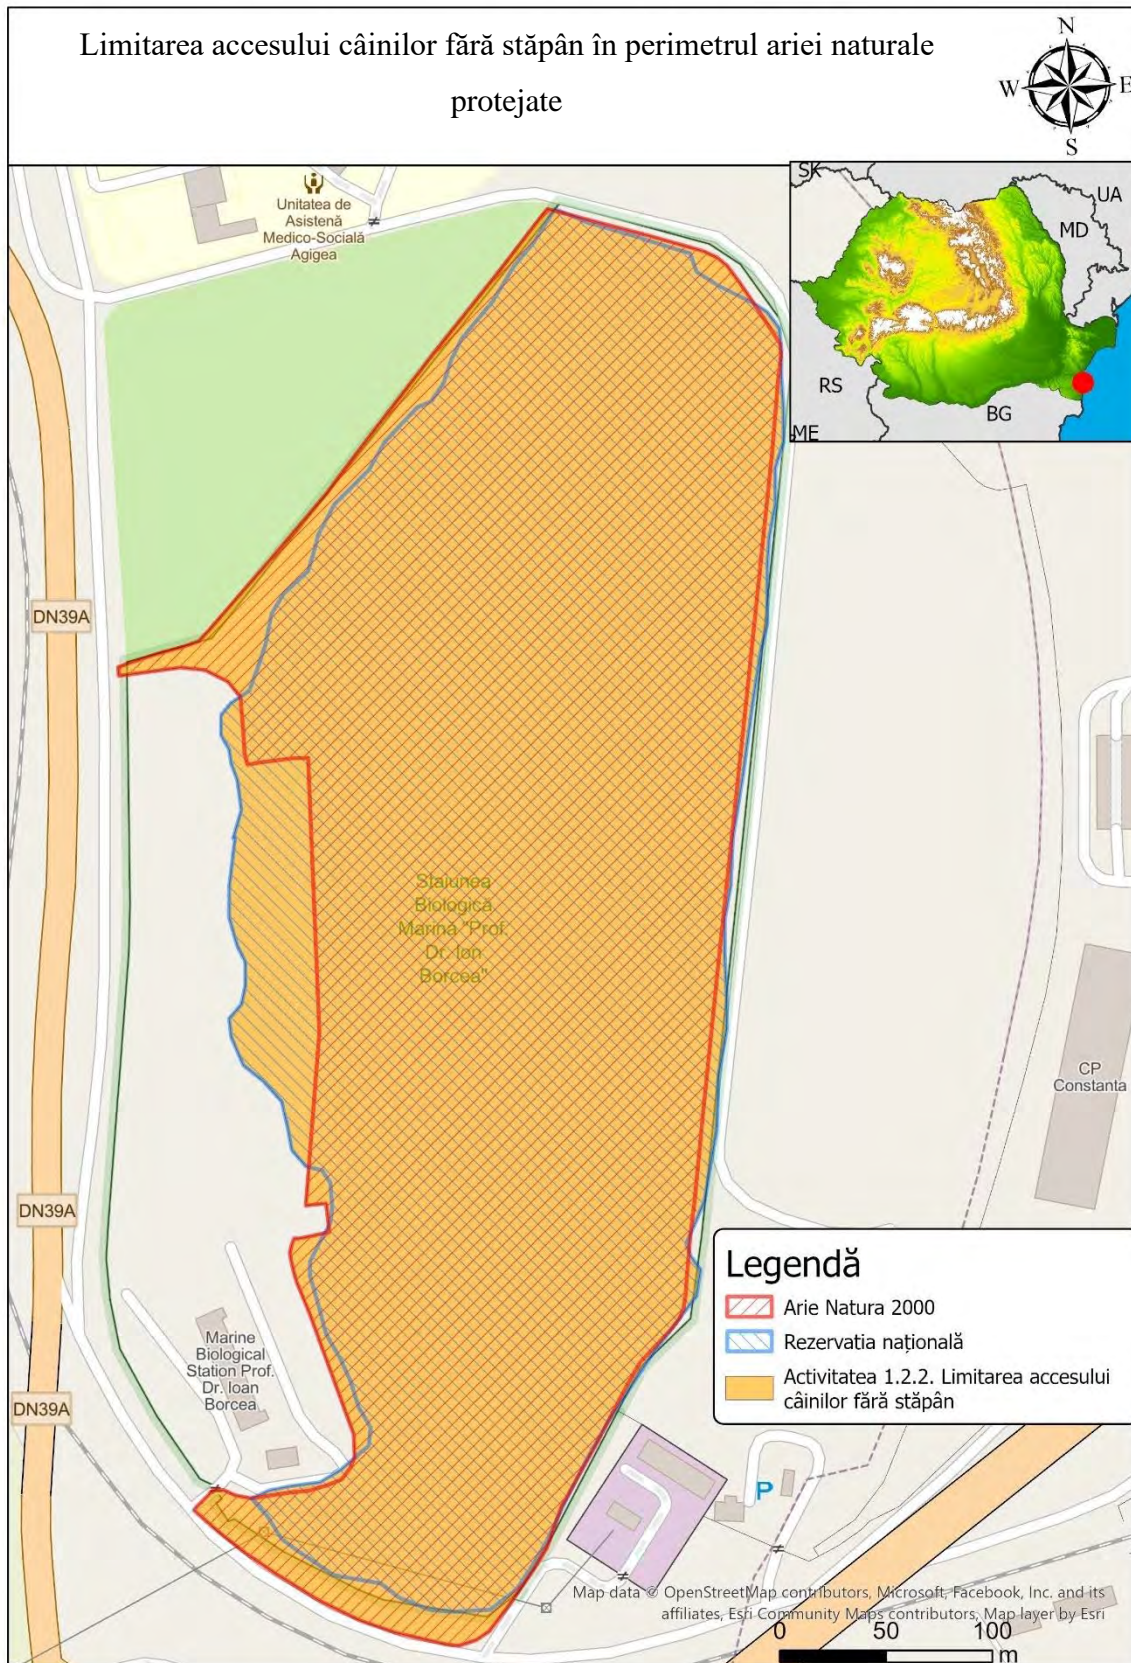 Limitarea accesului câinilor fără stăpân în perimetrul ariei naturale
protejate
N
W
E
S
SK
UA
MD
RS
BG
ME
Unitatea de
Asistenă
Medico-Socială
Agigea
DN39A
Staiunea
Biologică
Marină "Prof.
Dr. Ion
Borcea"
CP
Constanta
DN39A
Marine
Biological
Station Prof.
Dr. Ioan
Borcea
DN39A
Legendă
Arie Natura 2000
Rezervatia națională
Activitatea 1.2.2. Limitarea accesului
câinilor fără stăpân
P
Map data © OpenStreetMap contributors, Microsoft, Facebook, Inc. and its
affiliates, Esri Community Maps contributors, Map layer by Esri
0 50 100
m